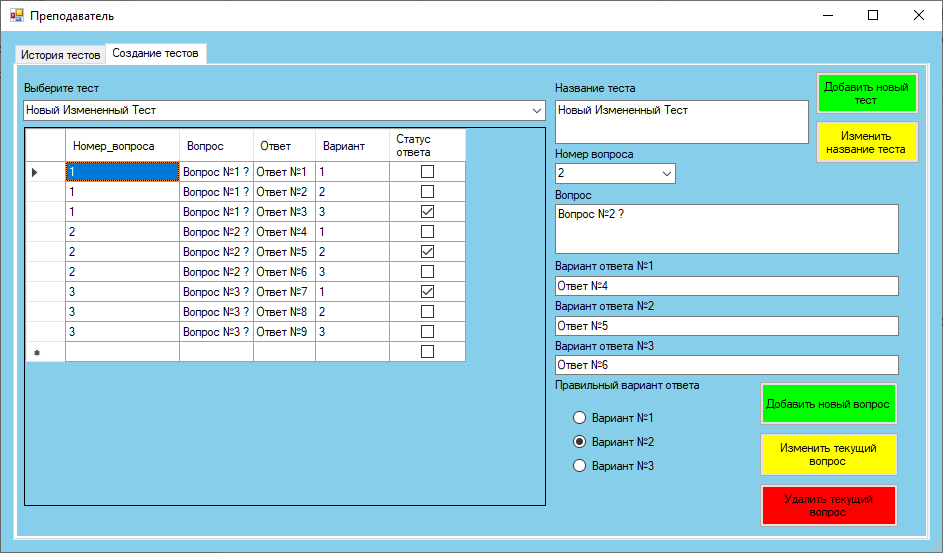 Преподаватель
История тестов Создание тестов
Выберите тест
Новый Измененный Тест
Номер_вопроса Вопрос Ответ Вариант Статус ответа
1 Вопрос №1 ? Ответ №1 1
1 Вопрос №1 ? Ответ №2 2
1 Вопрос №1 ? Ответ №3 3
2 Вопрос №2 ? Ответ №4 1
2 Вопрос №2 ? Ответ №5 2
2 Вопрос №2 ? Ответ №6 3
3 Вопрос №3 ? Ответ №7 1
3 Вопрос №3 ? Ответ №8 2
3 Вопрос №3 ? Ответ №9 3
Название теста
Новый Измененный Тест
Добавить новый
тест
Изменить
название теста
Номер вопроса
2
Вопрос
Вопрос №2 ?
Вариант ответа №1
Ответ №4
Вариант ответа №2
Ответ №5
Вариант ответа №3
Ответ №6
Правильный вариант ответа
Вариант №1
Вариант №2
Вариант №3
Добавить новый вопрос
Изменить текущий
вопрос
Удалить текущий
вопрос